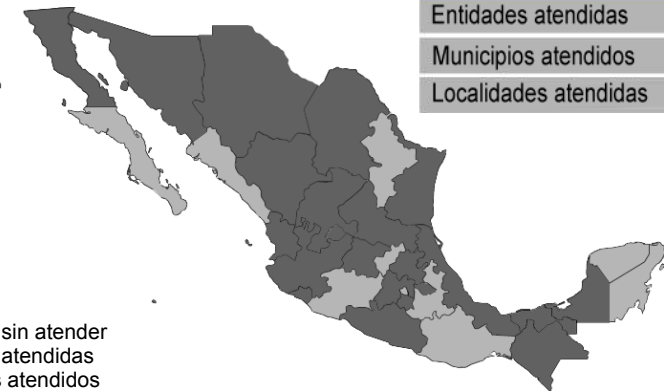 Entidades atendidas
Municipios atendidos
Localidades atendidas
sin atender
atendidas
atendidos